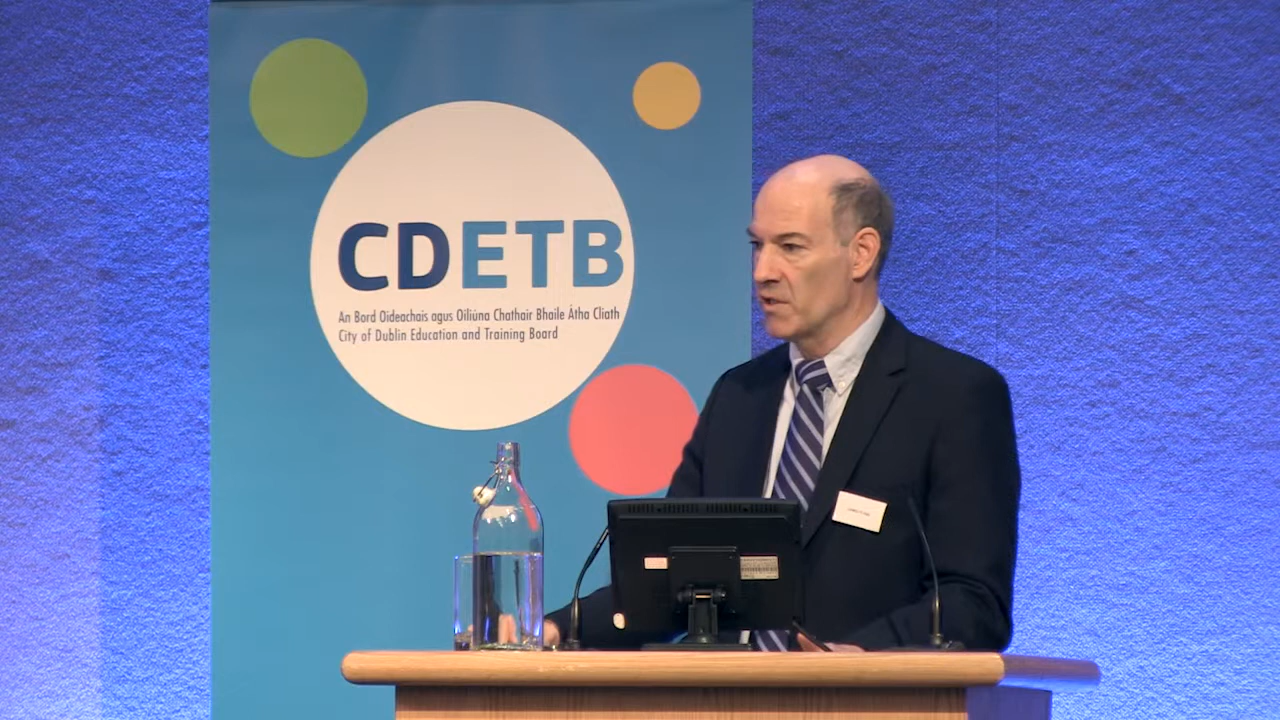 CDETB
An Bord Oideachais agus Oiliúna Chathair Bhaile Átha Cliath
City of Dublin Education and Training Board